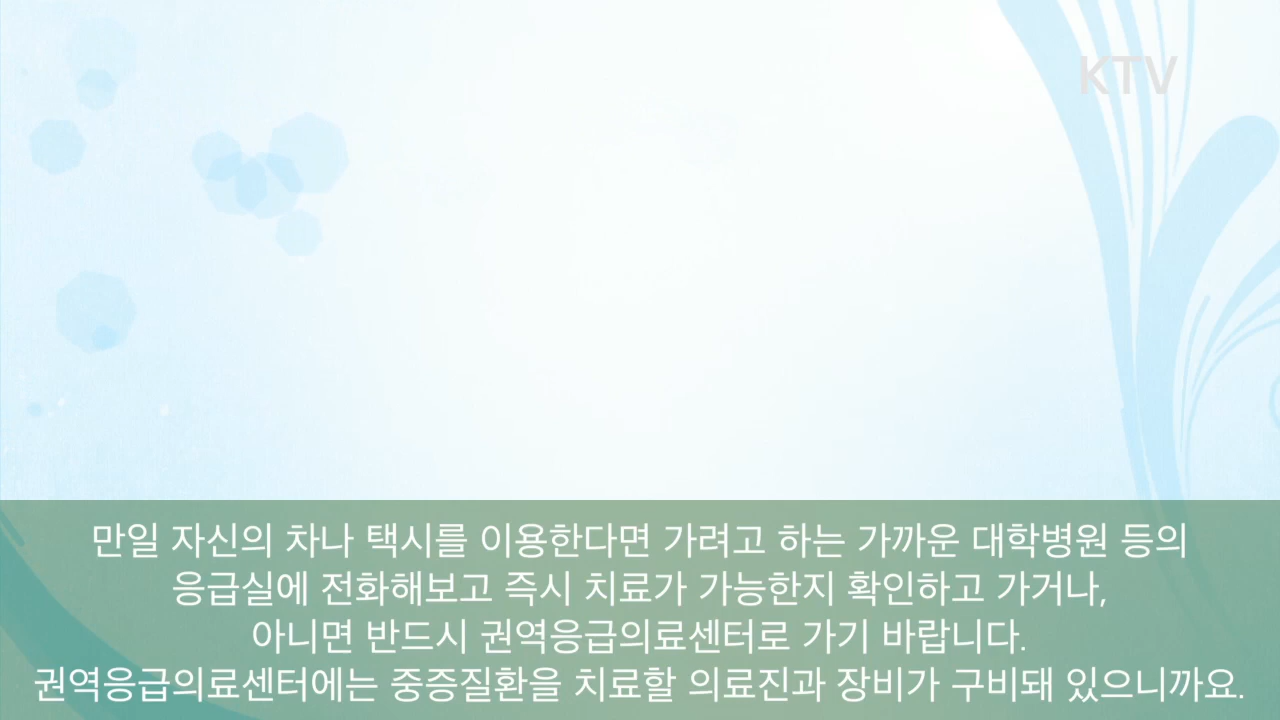 KTV
만일 자신의 차나 택시를 이용한다면 가려고 하는 가까운 대학병원 등의
응급실에 전화해보고 즉시 치료가 가능한지 확인하고 가거나,
아니면 반드시 권역응급의료센터로 가기 바랍니다.
권역응급의료센터에는 중증질환을 치료할 의료진과 장비가 구비돼 있으니까요.